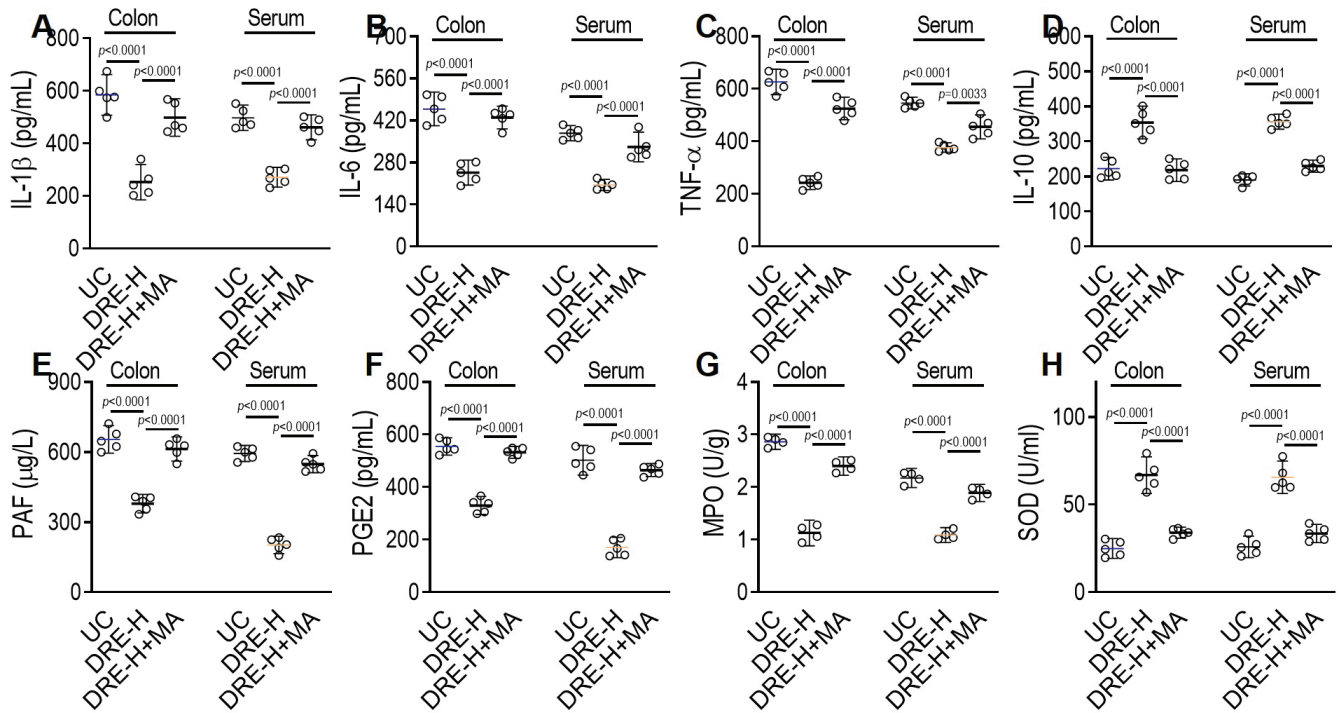 A
Colon
Serum
IL-1β (pg/mL)
800
600
400
200
0
p<0.0001
p<0.0001
p<0.0001
p<0.0001
UC
DRE-H
DRE-H+MA
UC
DRE-H
DRE-H+MA
B
Colon
Serum
IL-6 (pg/mL)
700
560
420
280
140
0
p<0.0001
p<0.0001
p<0.0001
p<0.0001
UC
DRE-H
DRE-H+MA
UC
DRE-H
DRE-H+MA
C
Colon
Serum
TNF-α (pg/mL)
800
600
400
200
0
p<0.0001
p<0.0001
p<0.0001
p=0.0033
UC
DRE-H
DRE-H+MA
UC
DRE-H
DRE-H+MA
D
Colon
Serum
IL-10 (pg/mL)
600
500
400
300
200
100
0
p<0.0001
p<0.0001
p<0.0001
p<0.0001
UC
DRE-H
DRE-H+MA
UC
DRE-H
DRE-H+MA
E
Colon
Serum
PAF (µg/L)
900
600
300
0
p<0.0001
p<0.0001
p<0.0001
p<0.0001
UC
DRE-H
DRE-H+MA
UC
DRE-H
DRE-H+MA
F
Colon
Serum
PGE2 (pg/mL)
800
600
400
200
0
p<0.0001
p<0.0001
p<0.0001
p<0.0001
UC
DRE-H
DRE-H+MA
UC
DRE-H
DRE-H+MA
G
Colon
Serum
MPO (U/g)
4
3
2
1
0
p<0.0001
p<0.0001
p<0.0001
p<0.0001
UC
DRE-H
DRE-H+MA
UC
DRE-H
DRE-H+MA
H
Colon
Serum
SOD (U/ml)
100
50
0
p<0.0001
p<0.0001
p<0.0001
p<0.0001
UC
DRE-H
DRE-H+MA
UC
DRE-H
DRE-H+MA